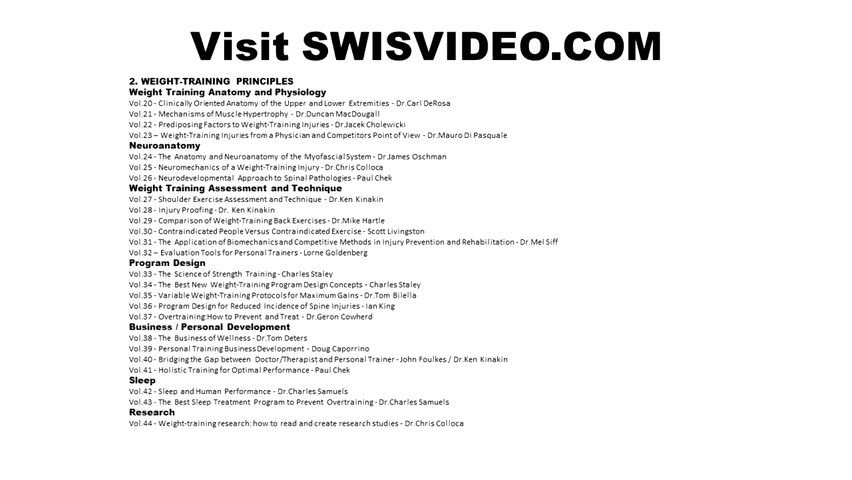 Visit SWISVIDEO.COM
2. WEIGHT-TRAINING PRINCIPLES
Weight Training Anatomy and Physiology
Vol.20 - Clinically Oriented Anatomy of the Upper and Lower Extremities - Dr.Carl DeRosa
Vol.21 - Mechanisms of Muscle Hypertrophy - Dr.Duncan MacDougall
Vol.22 - Prediposing Factors to Weight-Training Injuries - Dr.Jacek Cholewicki
Vol.23 – Weight-Training Injuries from a Physician and Competitors Point of View - Dr.Mauro Di Pasquale
Neuroanatomy
Vol.24 - The Anatomy and Neuroanatomy of the Myofascial System - Dr.James Oschman
Vol.25 - Neuromechanics of a Weight-Training Injury - Dr.Chris Colloca
Vol.26 - Neurodevelopmental Approach to Spinal Pathologies - Paul Chek
Weight Training Assessment and Technique
Vol.27 - Shoulder Exercise Assessment and Technique - Dr.Ken Kinakin
Vol.28 - Injury Proofing - Dr. Ken Kinakin
Vol.29 - Comparison of Weight-Training Back Exercises - Dr.Mike Hartle
Vol.30 - Contraindicated People Versus Contraindicated Exercise - Scott Livingston
Vol.31 - The Application of Biomechanics and Competitive Methods in Injury Prevention and Rehabilitation - Dr.Mel Siff
Vol.32 – Evaluation Tools for Personal Trainers - Lorne Goldenberg
Program Design
Vol.33 - The Science of Strength Training - Charles Staley
Vol.34 - The Best New Weight-Training Program Design Concepts - Charles Staley
Vol.35 - Variable Weight-Training Protocols for Maximum Gains - Dr.Tom Bilella
Vol.36 - Program Design for Reduced Incidence of Spine Injuries - Ian King
Vol.37 - Overtraining:How to Prevent and Treat - Dr.Geron Cowherd
Business / Personal Development
Vol.38 - The Business of Wellness - Dr.Tom Deters
Vol.39 - Personal Training Business Development - Doug Caporrino
Vol.40 - Bridging the Gap between Doctor/Therapist and Personal Trainer - John Foulkes / Dr.Ken Kinakin
Vol.41 - Holistic Training for Optimal Performance - Paul Chek
Sleep
Vol.42 - Sleep and Human Performance - Dr.Charles Samuels
Vol.43 - The Best Sleep Treatment Program to Prevent Overtraining - Dr.Charles Samuels
Research
Vol.44 - Weight-training research: how to read and create research studies - Dr.Chris Colloca